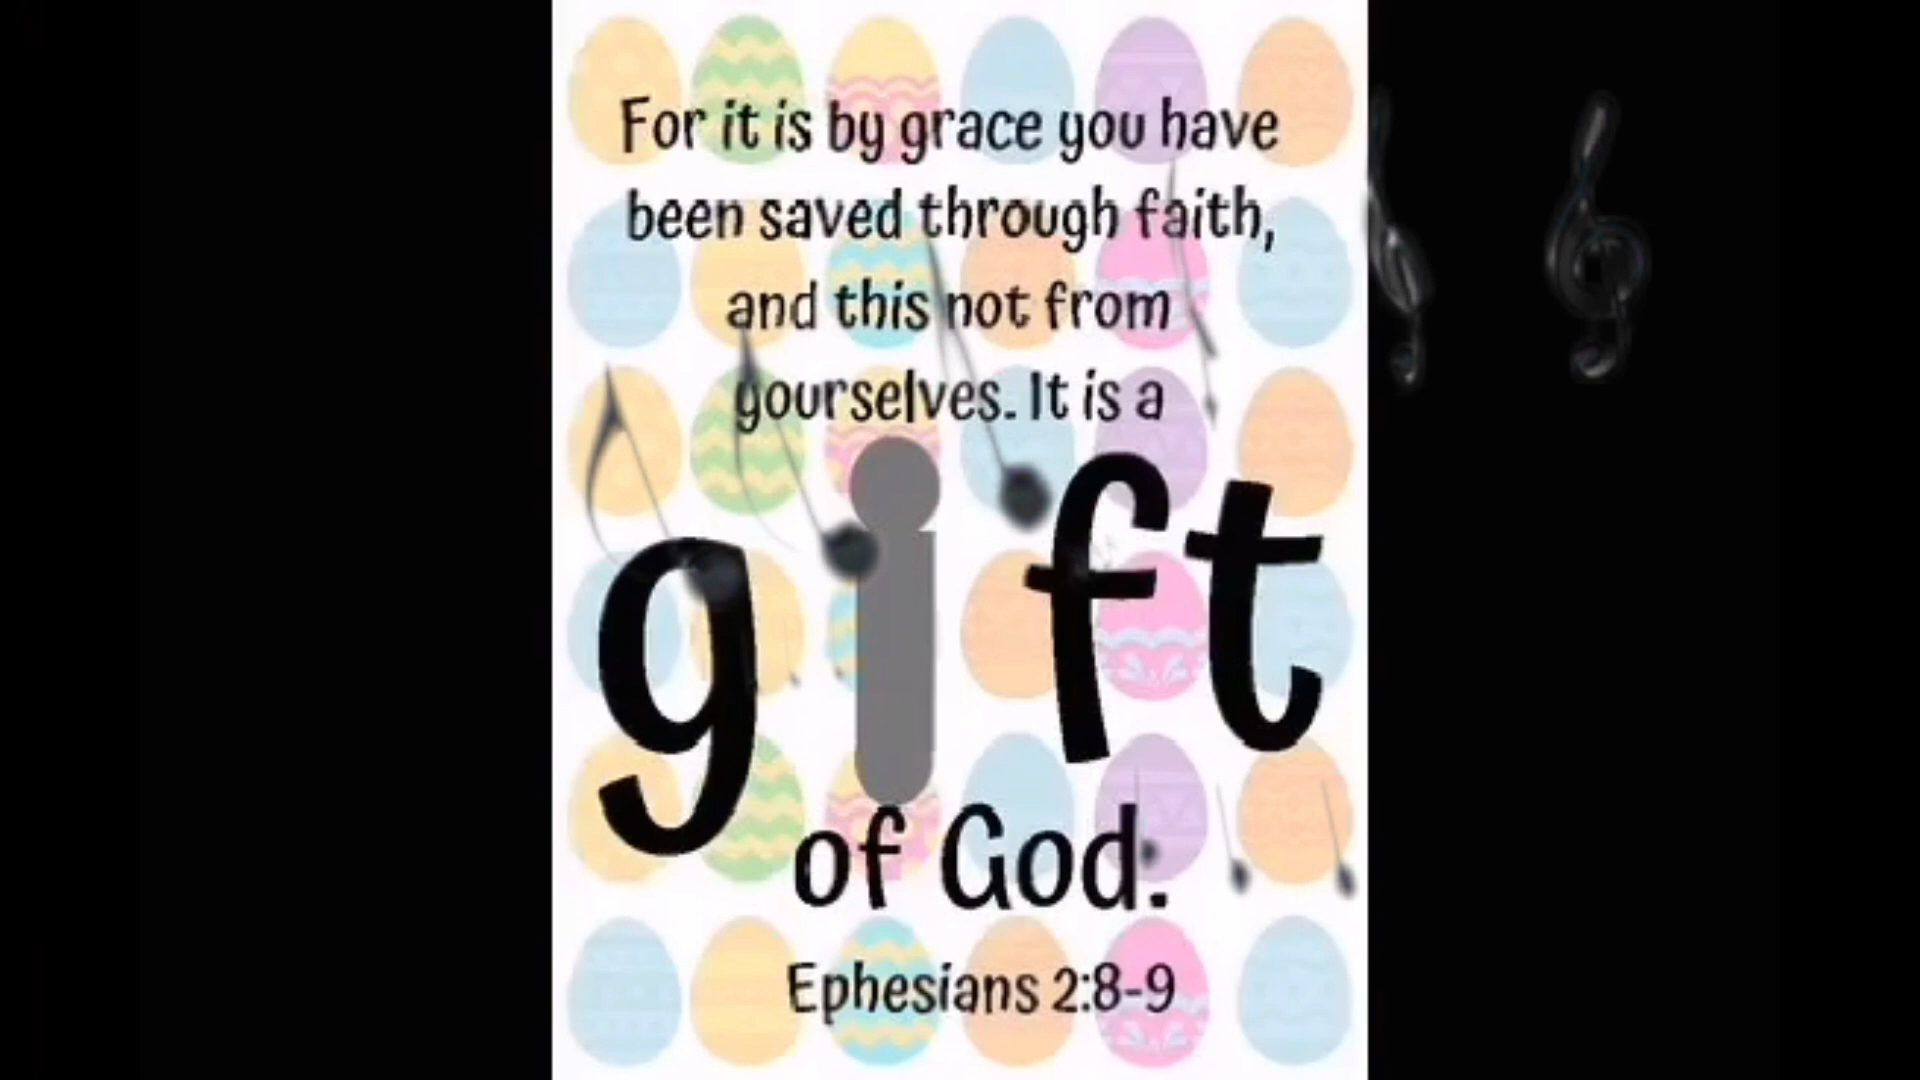 For it is by grace you have
been saved through faith,
and this not from
yourselves. It is a
gift
of God.
Ephesians 2:8-9